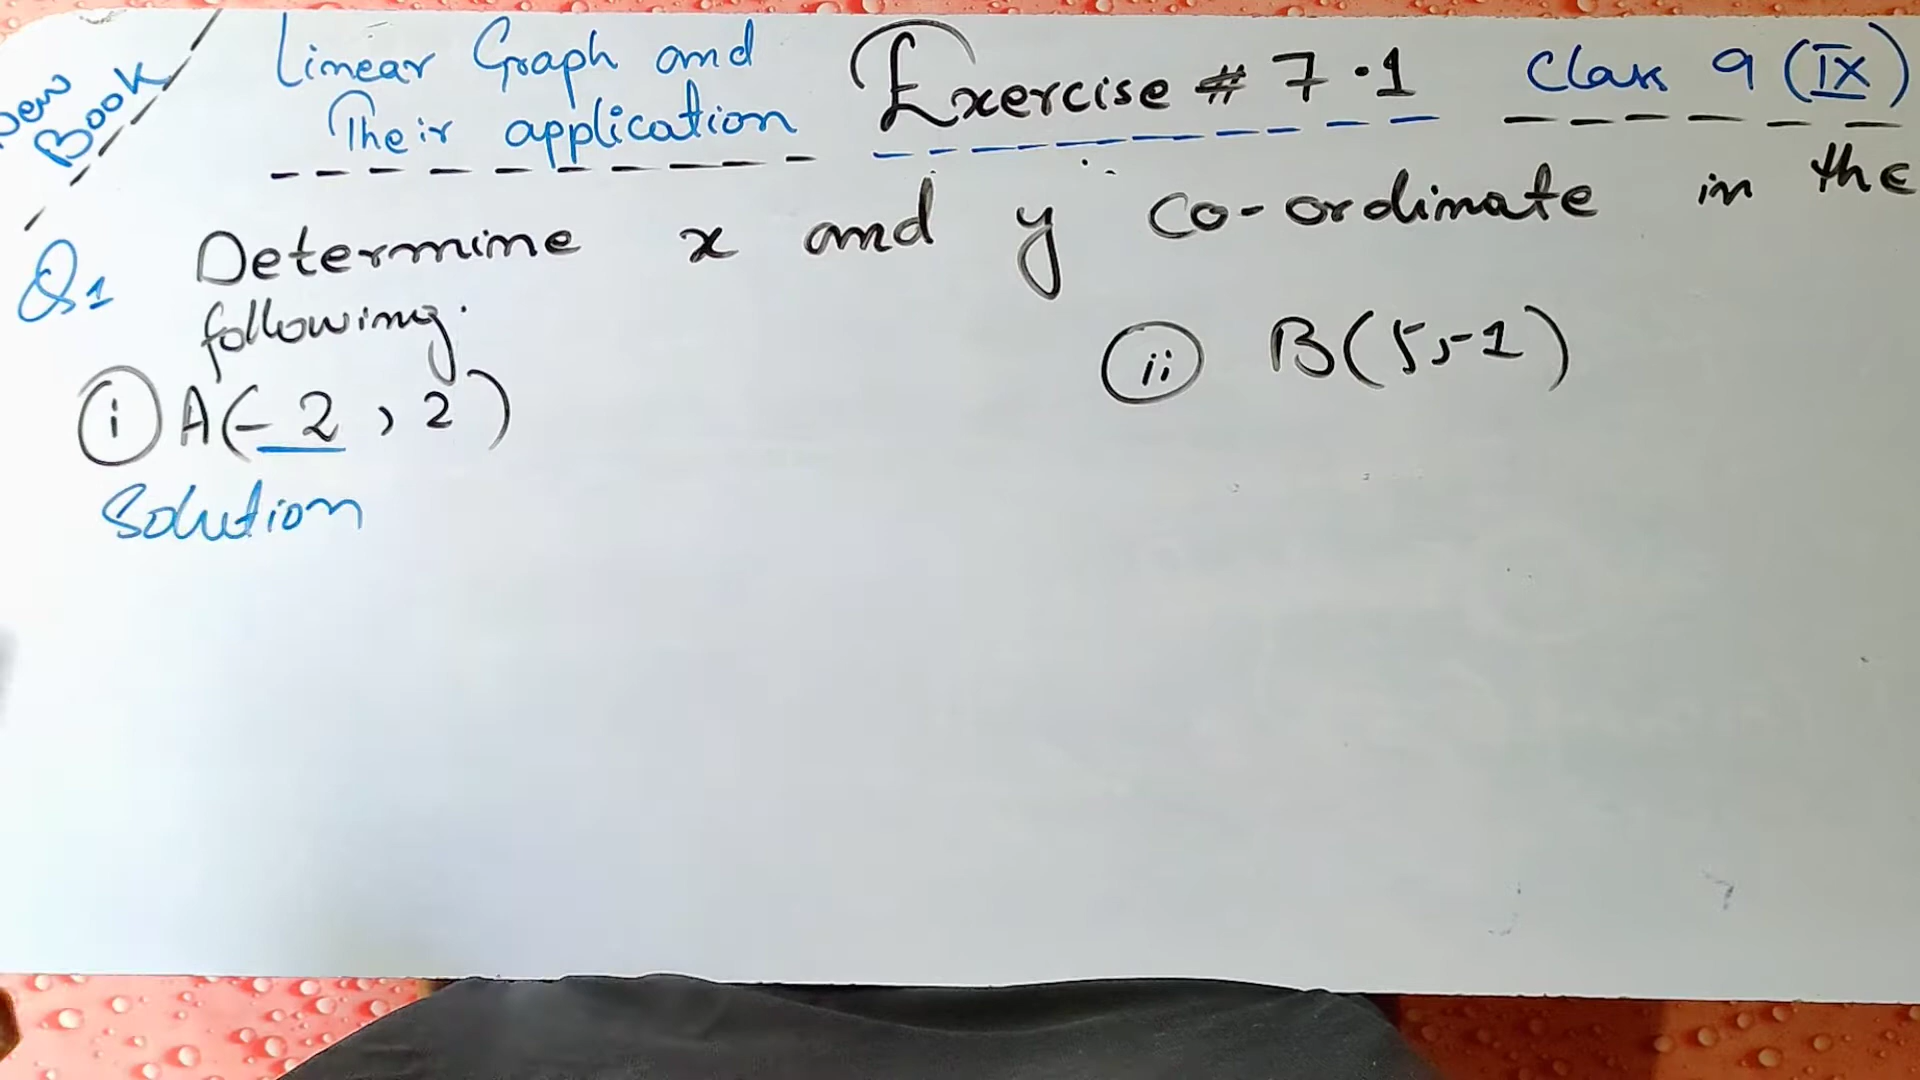 New
Book
Linear Graph and
Their application
Exercise # 7.1
Class 9 (IX)
Q1 Determine x and y co-ordinate in the
following.
(i) A(-2, 2)
(ii) B(5,-1)
Solution